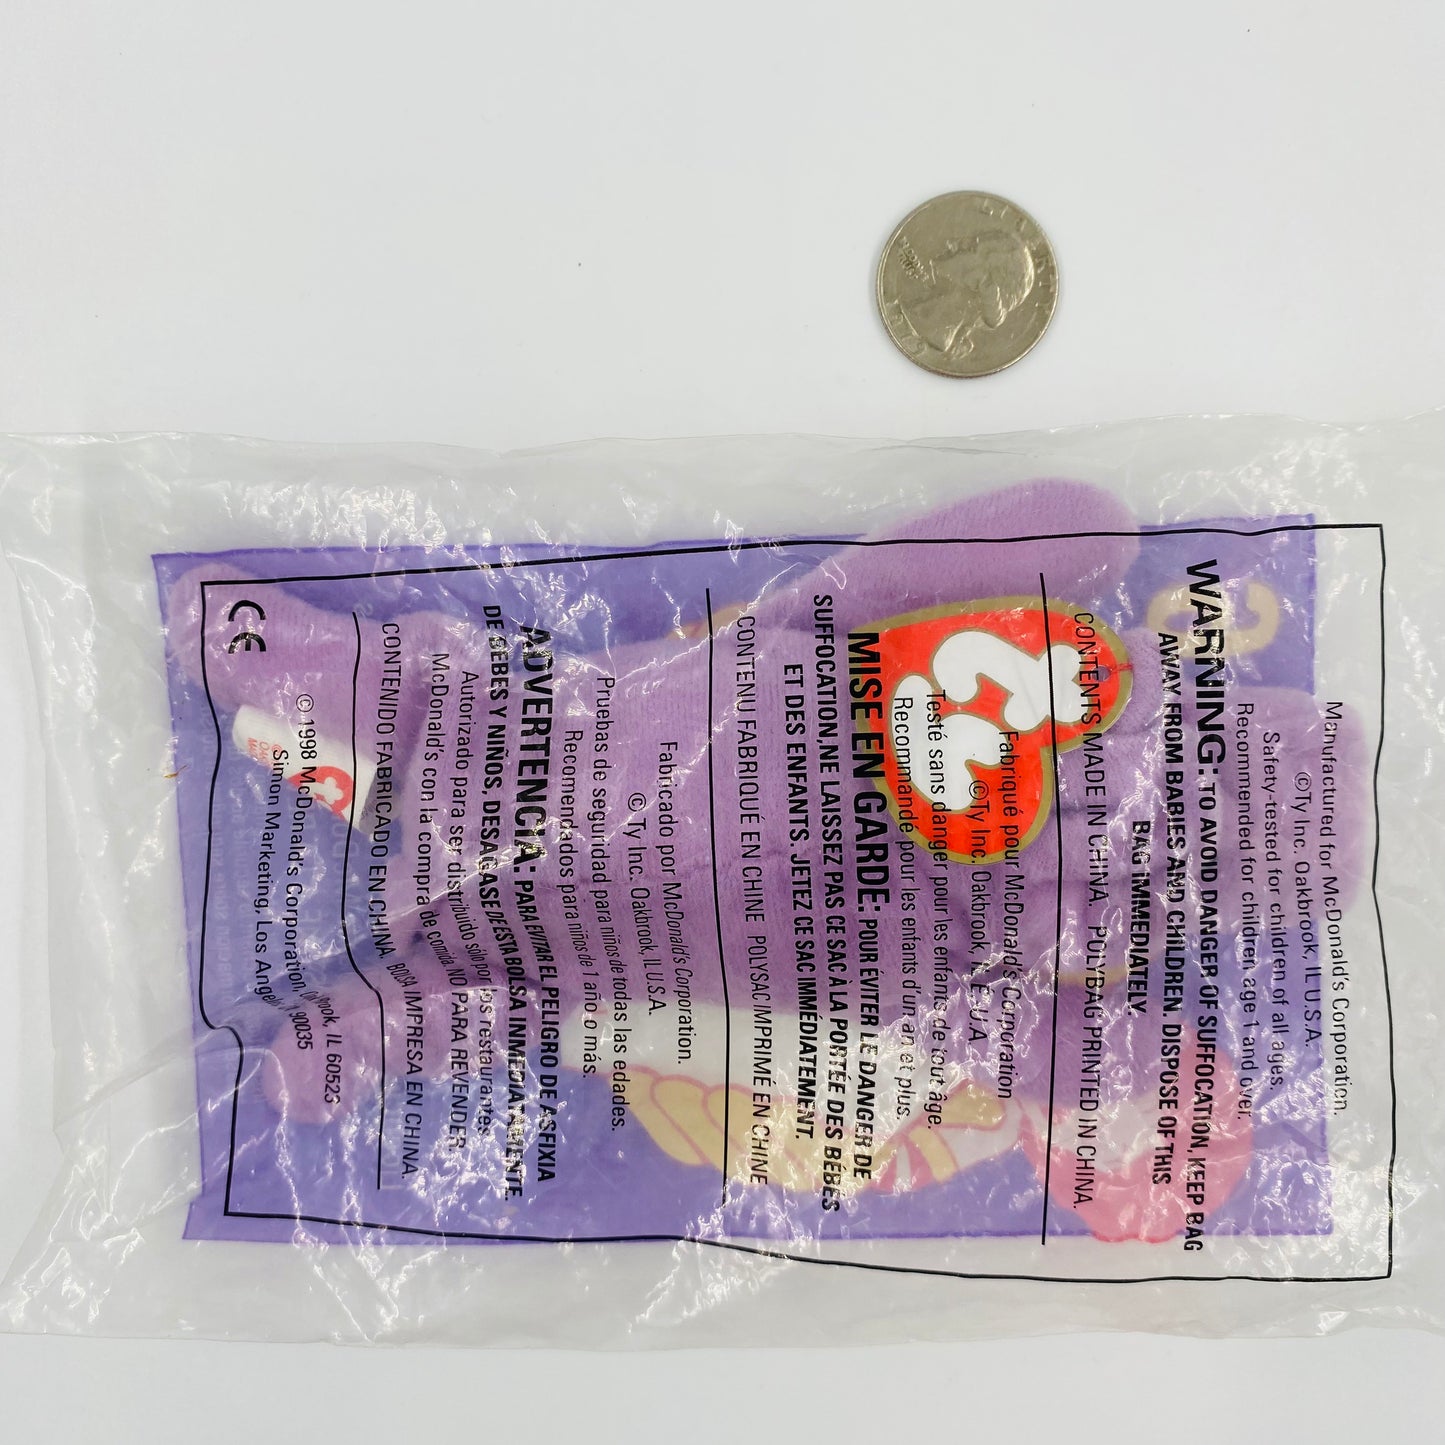 Manufactured for McDonald's Corporation.
©Ty Inc. Oakbrook, IL U.S.A.
Safety-tested for children of all ages.
Recommended for children age 1 and over.
WARNING: TO AVOID DANGER OF SUFFOCATION, KEEP BAG
AWAY FROM BABIES AND CHILDREN. DISPOSE OF THIS
BAG IMMEDIATELY.
CONTENTS MADE IN CHINA. POLYBAG PRINTED IN CHINA.
Fabriqué pour McDonald's Corporation
©Ty Inc. Oakbrook, IL É.-U.A.
Testé sans danger pour les enfants de tout âge.
Recommandé pour les enfants d'un an et plus.
MISE EN GARDE: POUR ÉVITER LE DANGER DE
SUFFOCATION, NE LAISSEZ PAS CE SAC À LA PORTÉE DES BÉBÉS
ET DES ENFANTS. JETEZ CE SAC IMMÉDIATEMENT.
CONTENU FABRIQUÉ EN CHINE POLYSAC IMPRIMÉ EN CHINE
Fabricado por McDonald's Corporation.
©Ty Inc. Oakbrook, IL U.S.A.
Pruebas de seguridad para niños de todas las edades.
Recomendados para niños de 1 año o más.
ADVERTENCIA: PARA EVITAR EL PELIGRO DE ASFIXIA
DE BEBES Y NIÑOS, DESAGASE DE ESTA BOLSA INMEDIATAMENTE.
Autorizado para ser distribuido sólo por los restaurantes
McDonald's con la compra de comida. NO PARA REVENDER.
CONTENIDO FABRICADO EN CHINA. BOLSA IMPRESA EN CHINA.
© 1998 McDonald's Corporation, Oak Brook, IL 60523
Simon Marketing, Los Angeles, 90035
CE
ty
LIBERTY